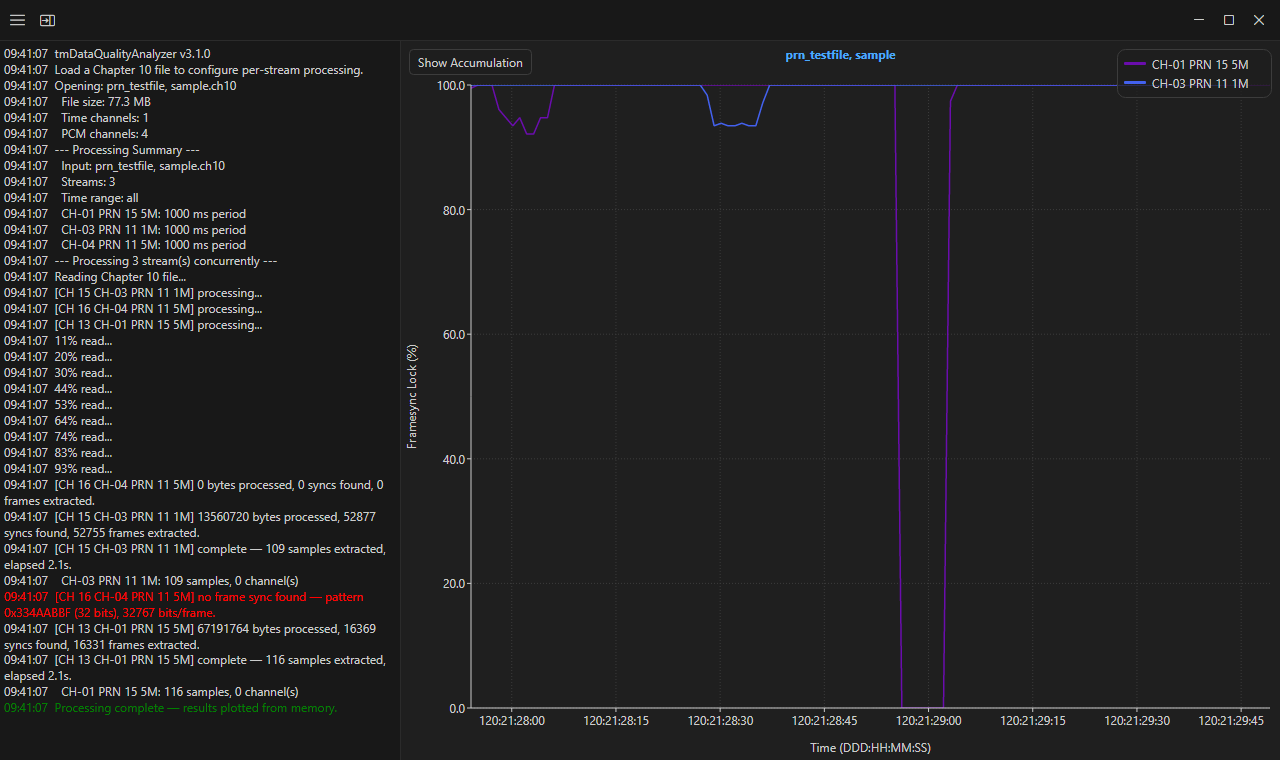 09:41:07 tmDataQualityAnalyzer v3.1.0
09:41:07 Load a Chapter 10 file to configure per-stream processing.
09:41:07 Opening: prn_testfile, sample.ch10
09:41:07 File size: 77.3 MB
09:41:07 Time channels: 1
09:41:07 PCM channels: 4
09:41:07 --- Processing Summary ---
09:41:07 Input: prn_testfile, sample.ch10
09:41:07 Streams: 3
09:41:07 Time range: all
09:41:07 CH-01 PRN 15 5M: 1000 ms period
09:41:07 CH-03 PRN 11 1M: 1000 ms period
09:41:07 CH-04 PRN 11 5M: 1000 ms period
09:41:07 --- Processing 3 stream(s) concurrently ---
09:41:07 Reading Chapter 10 file...
09:41:07 [CH 15 CH-03 PRN 11 1M] processing...
09:41:07 [CH 16 CH-04 PRN 11 5M] processing...
09:41:07 [CH 13 CH-01 PRN 15 5M] processing...
09:41:07 11% read...
09:41:07 20% read...
09:41:07 30% read...
09:41:07 44% read...
09:41:07 53% read...
09:41:07 64% read...
09:41:07 74% read...
09:41:07 83% read...
09:41:07 93% read...
09:41:07 [CH 16 CH-04 PRN 11 5M] 0 bytes processed, 0 syncs found, 0
frames extracted.
09:41:07 [CH 15 CH-03 PRN 11 1M] 13560720 bytes processed, 52877
syncs found, 52755 frames extracted.
09:41:07 [CH 15 CH-03 PRN 11 1M] complete — 109 samples extracted,
elapsed 2.1s.
09:41:07 CH-03 PRN 11 1M: 109 samples, 0 channel(s)
09:41:07 [CH 16 CH-04 PRN 11 5M] no frame sync found — pattern
0x334AABBF (32 bits), 32767 bits/frame.
09:41:07 [CH 13 CH-01 PRN 15 5M] 67191764 bytes processed, 16369
syncs found, 16331 frames extracted.
09:41:07 [CH 13 CH-01 PRN 15 5M] complete — 116 samples extracted,
elapsed 2.1s.
09:41:07 CH-01 PRN 15 5M: 116 samples, 0 channel(s)
09:41:07 Processing complete — results plotted from memory.
Show Accumulation
prn_testfile, sample
CH-01 PRN 15 5M
CH-03 PRN 11 1M
100.0
80.0
60.0
40.0
20.0
0.0
Framesync Lock (%)
120:21:28:00
120:21:28:15
120:21:28:30
120:21:28:45
120:21:29:00
120:21:29:15
120:21:29:30
120:21:29:45
Time (DDD:HH:MM:SS)